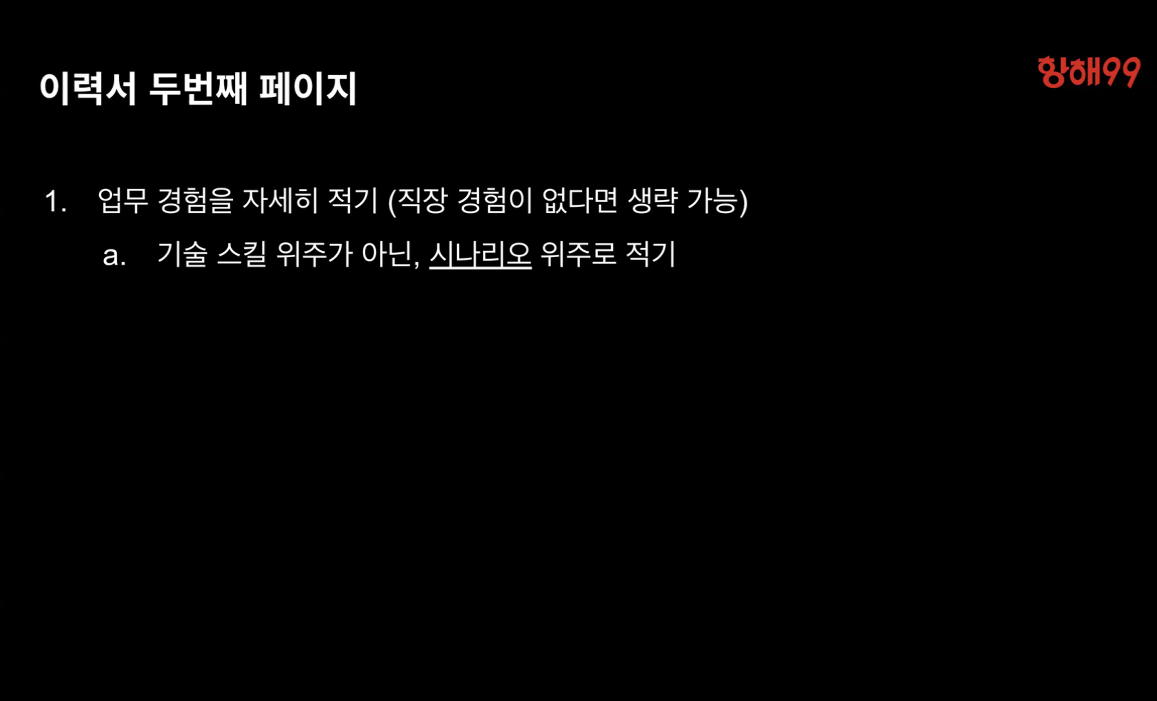 이력서 두번째 페이지
항해99
1. 업무 경험을 자세히 적기 (직장 경험이 없다면 생략 가능)
a. 기술 스킬 위주가 아닌, 시나리오 위주로 적기